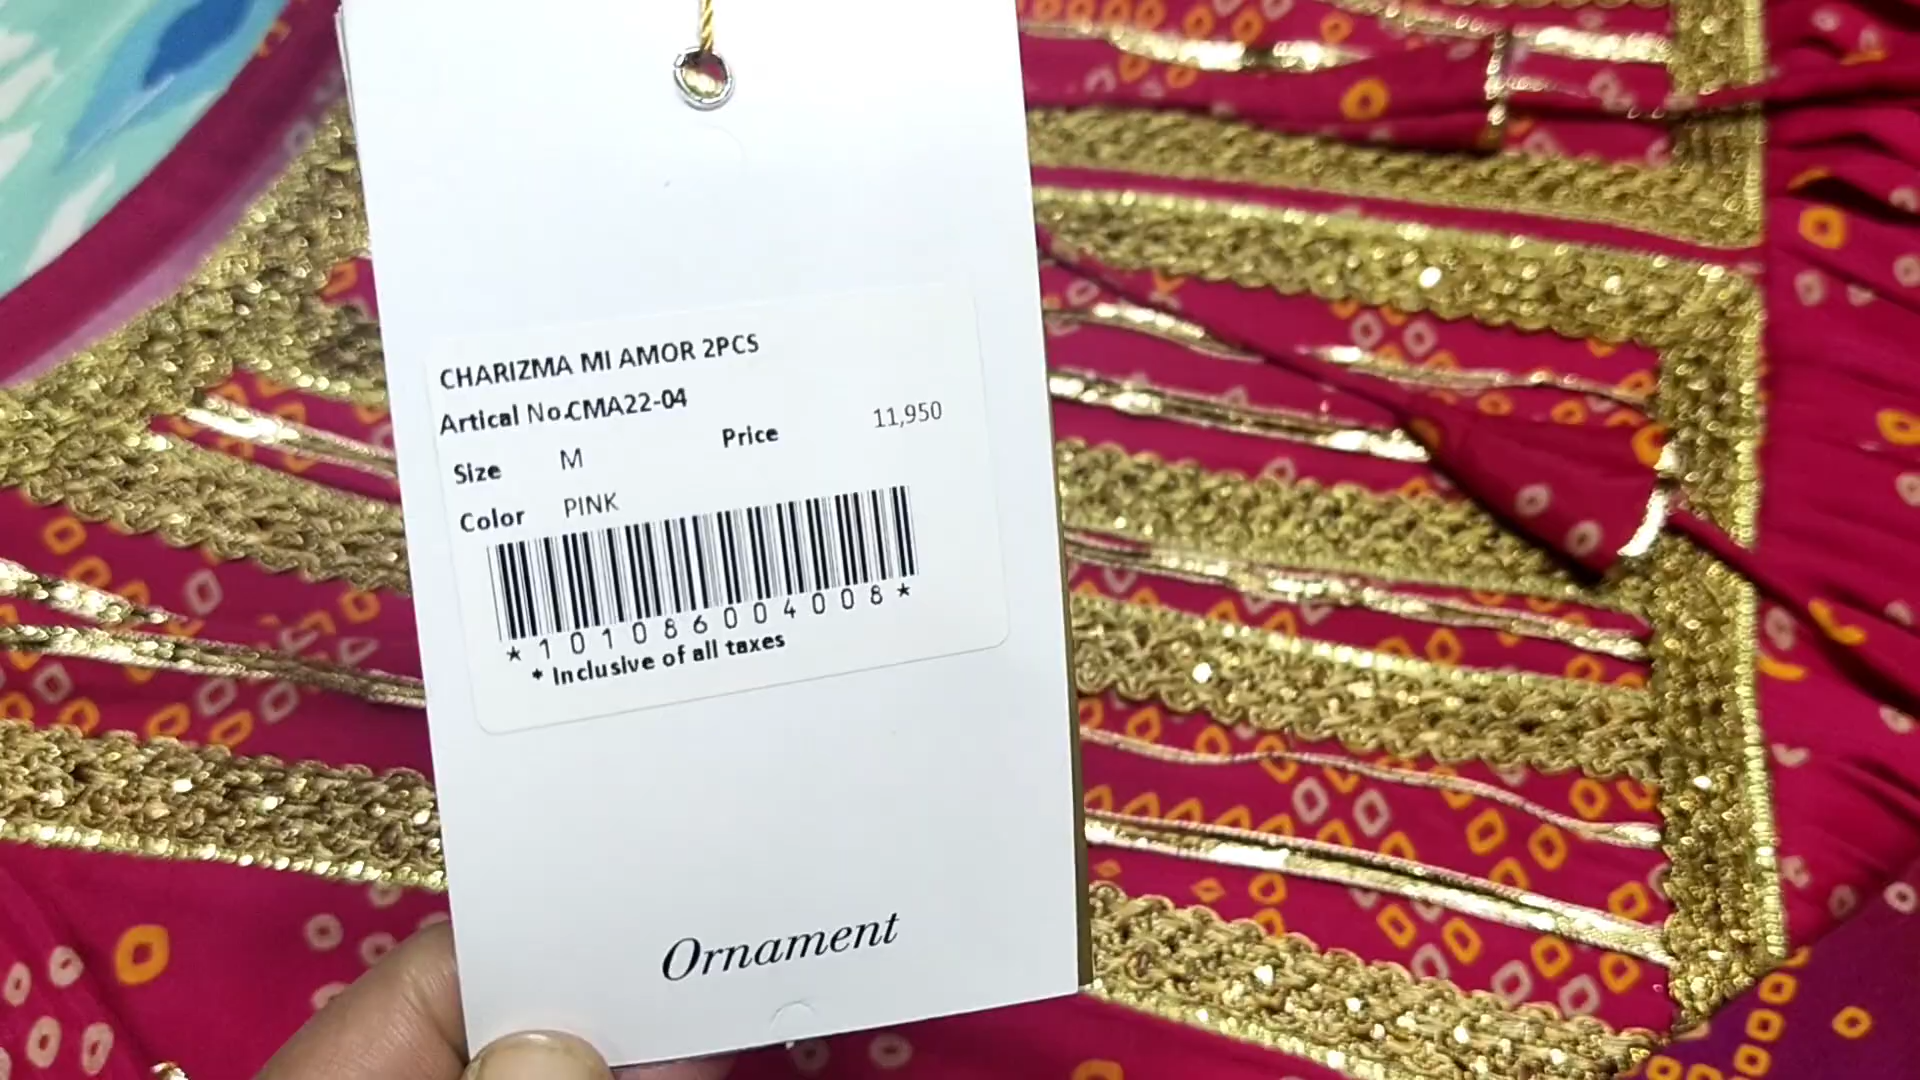 CHARIZMA MI AMOR 2PCS
Artical No.CMA22-04
Size M Price 11,950
Color PINK
*101086004008*
* Inclusive of all taxes
Ornament